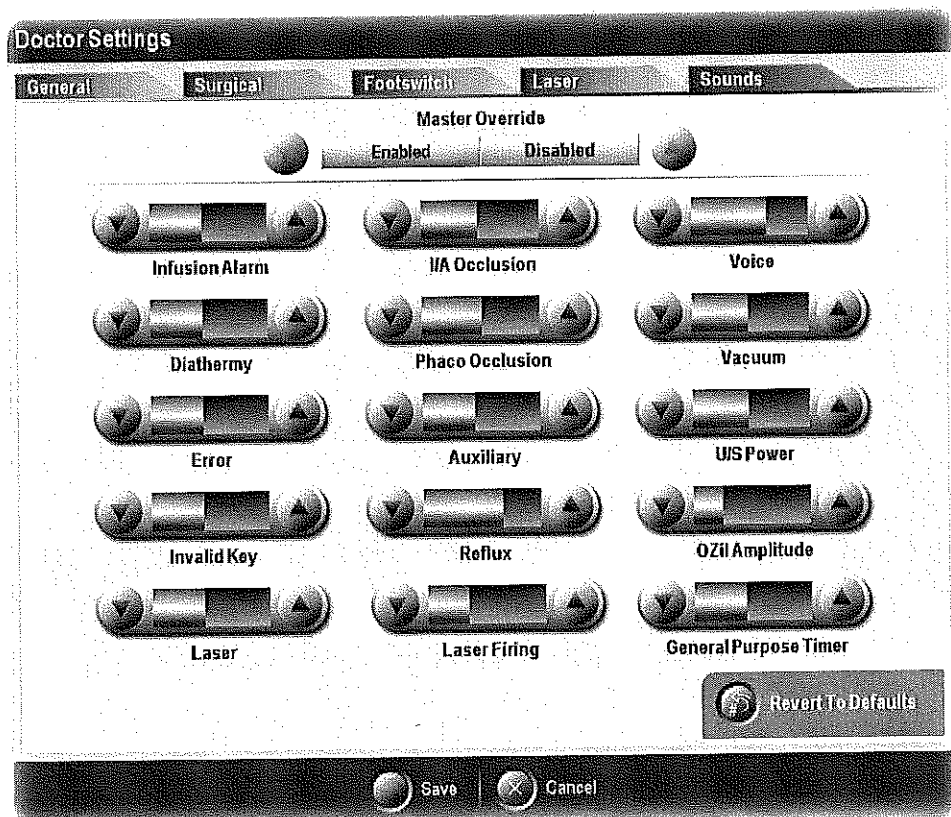 Doctor Settings
General Surgical Footswitch Laser Sounds
Master Override
Enabled Disabled
Infusion Alarm I/A Occlusion Voice
Diathermy Phaco Occlusion Vacuum
Error Auxiliary U/S Power
Invalid Key Reflux OZil Amplitude
Laser Laser Firing General Purpose Timer
Revert To Defaults
Save Cancel